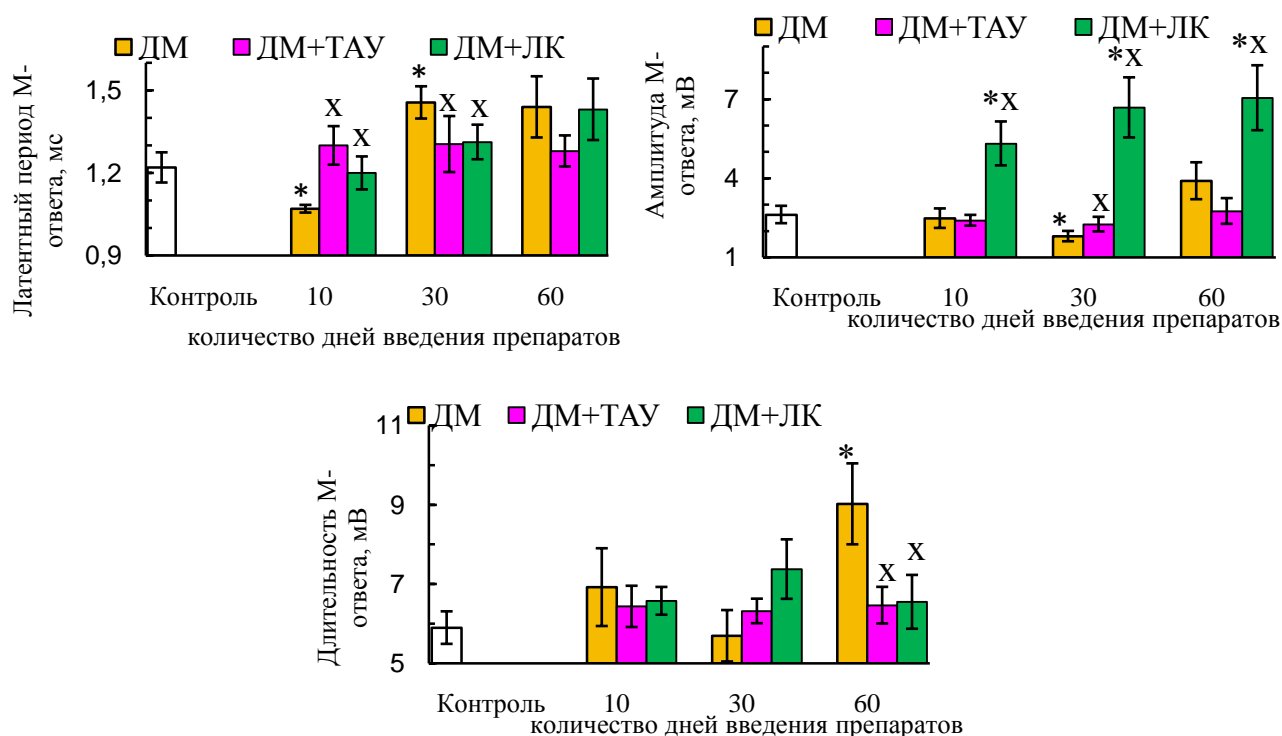 ДМ ДМ+ТАУ ДМ+ЛК
Латентный период М-
ответа, мс
1,5
1,2
0,9
*
x
x
*
x
x
Контроль 10 30 60
количество дней введения препаратов
ДМ ДМ+ТАУ ДМ+ЛК
Амплитуда М-
ответа, мВ
7
4
1
*x
*
x
*x
*x
Контроль 10 30 60
количество дней введения препаратов
ДМ ДМ+ТАУ ДМ+ЛК
Длительность М-
ответа, мВ
11
9
7
5
*
x
x
Контроль 10 30 60
количество дней введения препаратов